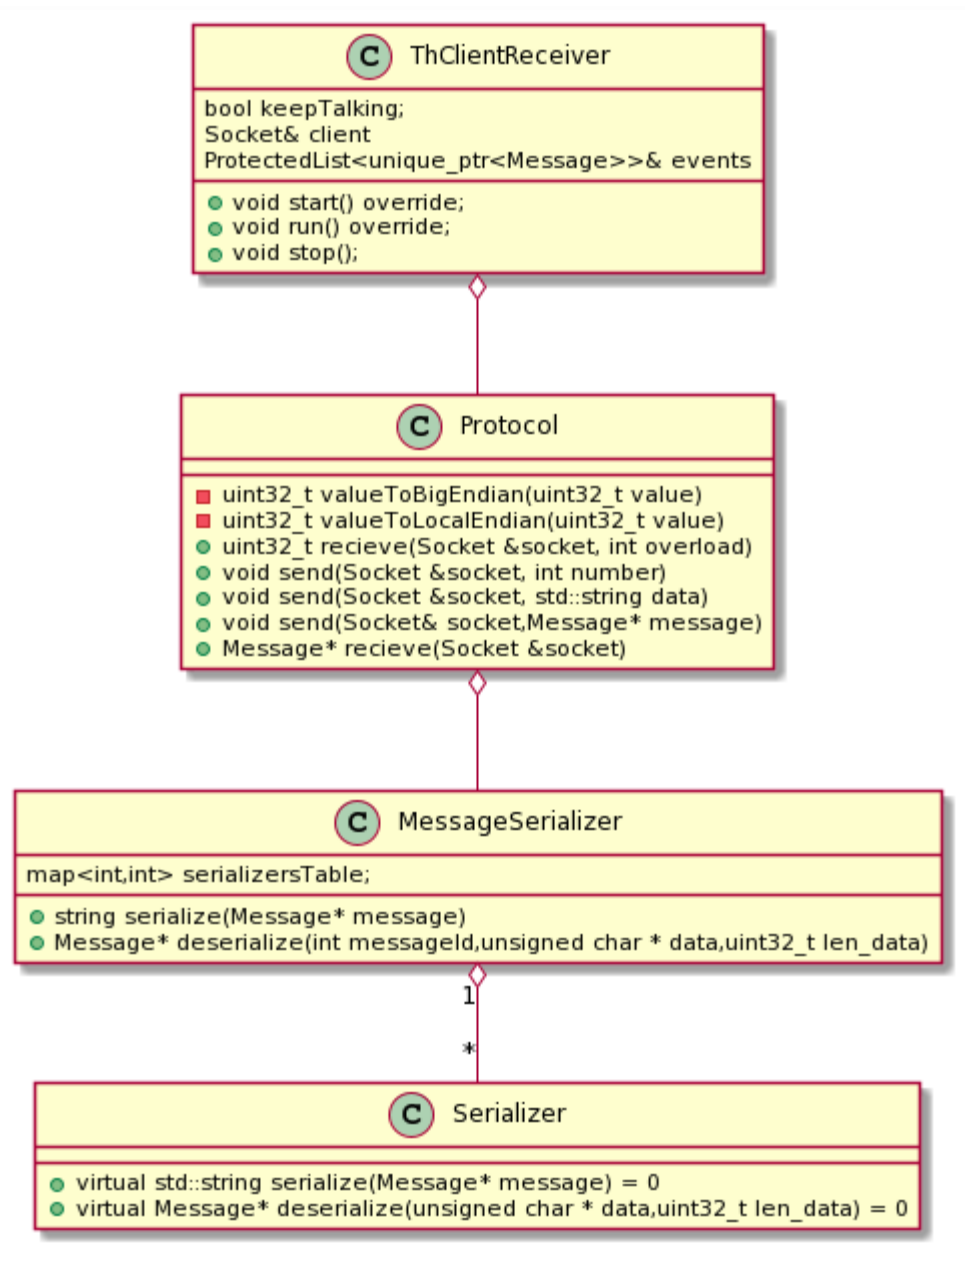 C ThClientReceiver
bool keepTalking;
Socket& client
ProtectedList<unique_ptr<Message>>& events
void start() override;
void run() override;
void stop();
C Protocol
uint32_t valueToBigEndian(uint32_t value)
uint32_t valueToLocalEndian(uint32_t value)
uint32_t recieve(Socket &socket, int overload)
void send(Socket &socket, int number)
void send(Socket &socket, std::string data)
void send(Socket& socket,Message* message)
Message* recieve(Socket &socket)
C MessageSerializer
map<int,int> serializersTable;
string serialize(Message* message)
Message* deserialize(int messageId,unsigned char * data,uint32_t len_data)
1
*
C Serializer
virtual std::string serialize(Message* message) = 0
virtual Message* deserialize(unsigned char * data,uint32_t len_data) = 0